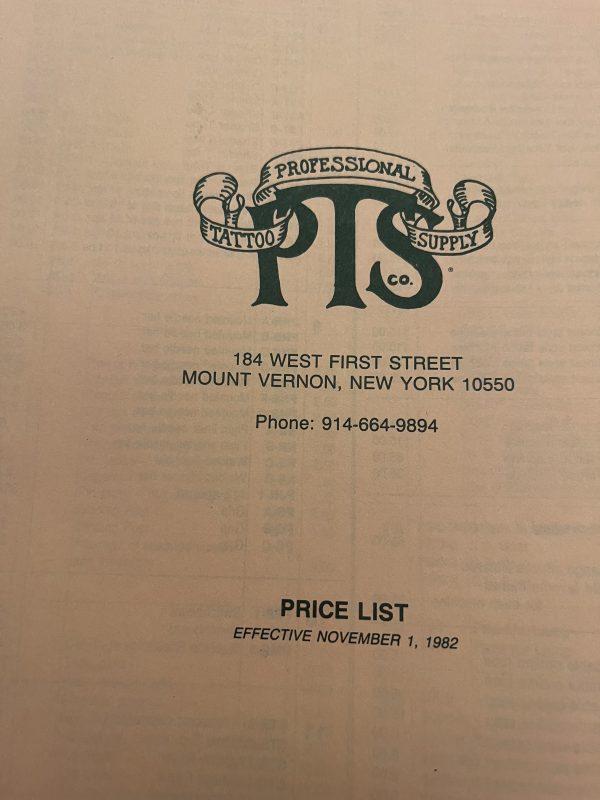 PROFESSIONAL
TATTOO PTS SUPPLY
CO.
184 WEST FIRST STREET
MOUNT VERNON, NEW YORK 10550
Phone: 914-664-9894
PRICE LIST
EFFECTIVE NOVEMBER 1, 1982